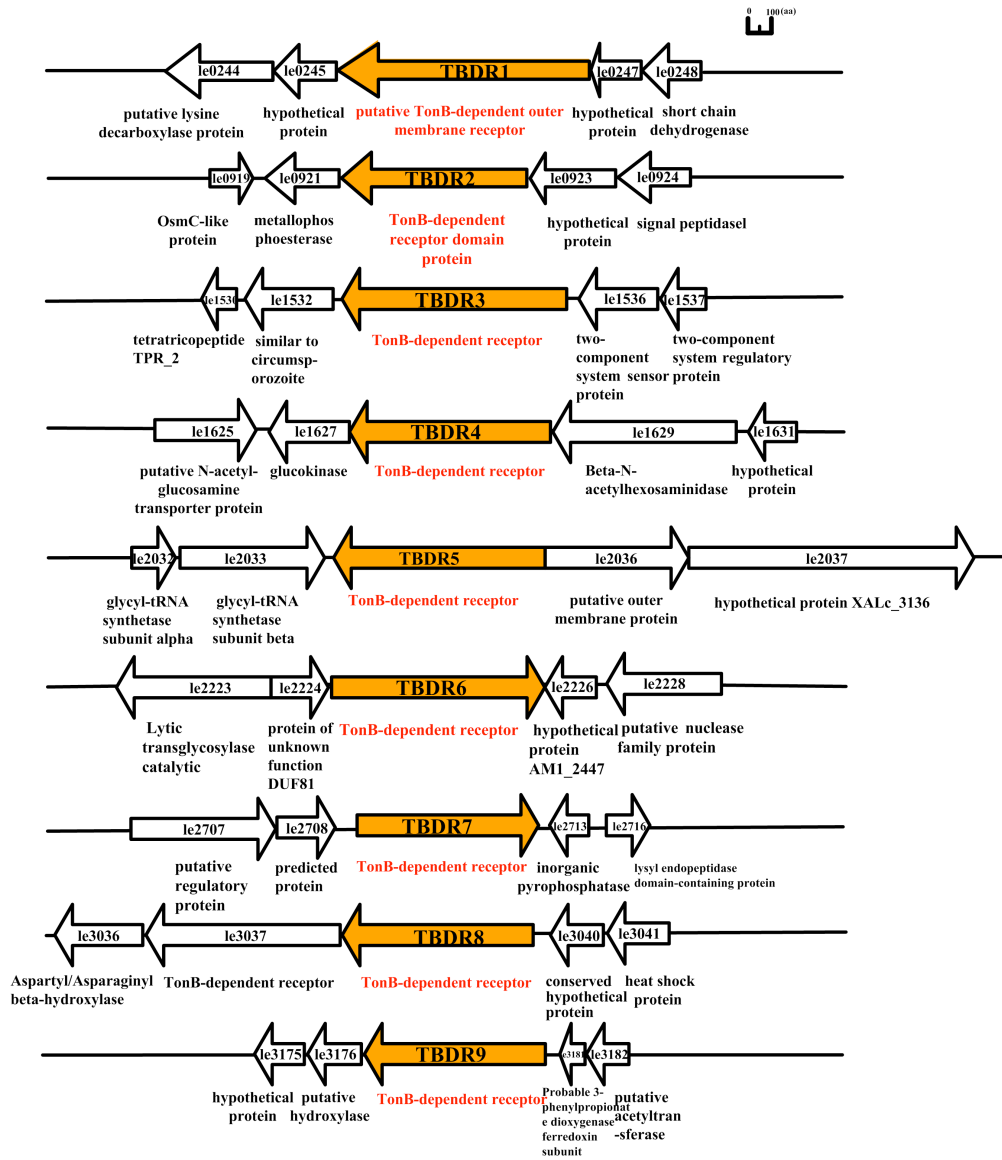 0 100(aa)
le0244 le0245 TBDR1 le0247 le0248
putative lysine decarboxylase protein
hypothetical protein
putative TonB-dependent outer membrane receptor
hypothetical protein
short chain dehydrogenase
le0919 le0921 TBDR2 le0923 le0924
OsmC-like protein
metallophos phoesterase
TonB-dependent receptor domain protein
hypothetical protein
signal peptidaseI
le1530 le1532 TBDR3 le1536 le1537
tetratricopeptide TPR_2
similar to circumsp-orozoite
TonB-dependent receptor
two-component system sensor protein
two-component system regulatory protein
le1625 le1627 TBDR4 le1629 le1631
putative N-acetyl-glucosamine transporter protein
glucokinase
TonB-dependent receptor
Beta-N-acetylhexosaminidase
hypothetical protein
le2032 le2033 TBDR5 le2036 le2037
glycyl-tRNA synthetase subunit alpha
glycyl-tRNA synthetase subunit beta
TonB-dependent receptor
putative outer membrane protein
hypothetical protein XALc_3136
le2223 le2224 TBDR6 le2226 le2228
Lytic transglycosylase catalytic
protein of unknown function DUF81
TonB-dependent receptor
hypothetical protein AM1_2447
putative nuclease family protein
le2707 le2708 TBDR7 le2713 le2716
putative regulatory protein
predicted protein
TonB-dependent receptor
inorganic pyrophosphatase
lysyl endopeptidase domain-containing protein
le3036 le3037 TBDR8 le3040 le3041
Aspartyl/Asparaginyl beta-hydroxylase
TonB-dependent receptor
TonB-dependent receptor
conserved hypothetical protein
heat shock protein
le3175 le3176 TBDR9 le3181 le3182
hypothetical protein
putative hydroxylase
TonB-dependent receptor
Probable 3-phenylpropionat e dioxygenase ferredoxin subunit
putative acetyltran -sferase